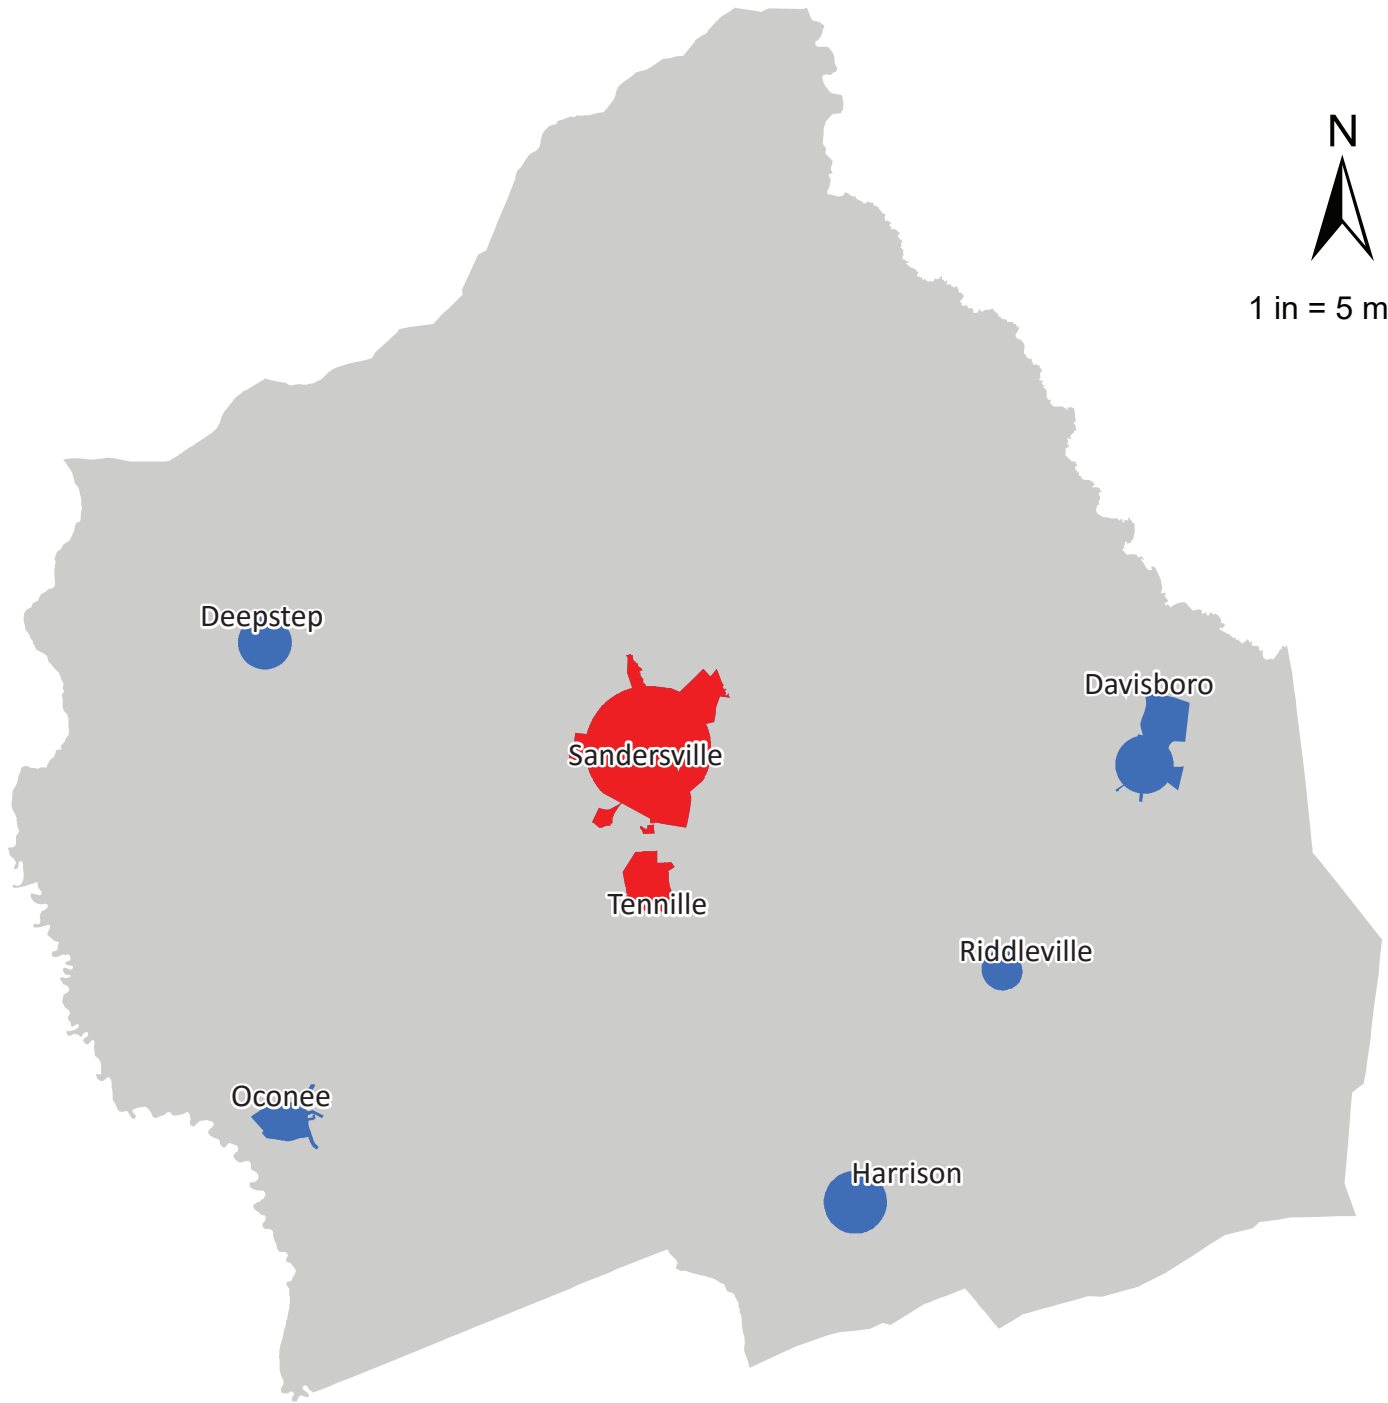 N
1 in = 5 m
Deepstep
Davisboro
Sandersville
Tennille
Riddleville
Oconee
Harrison